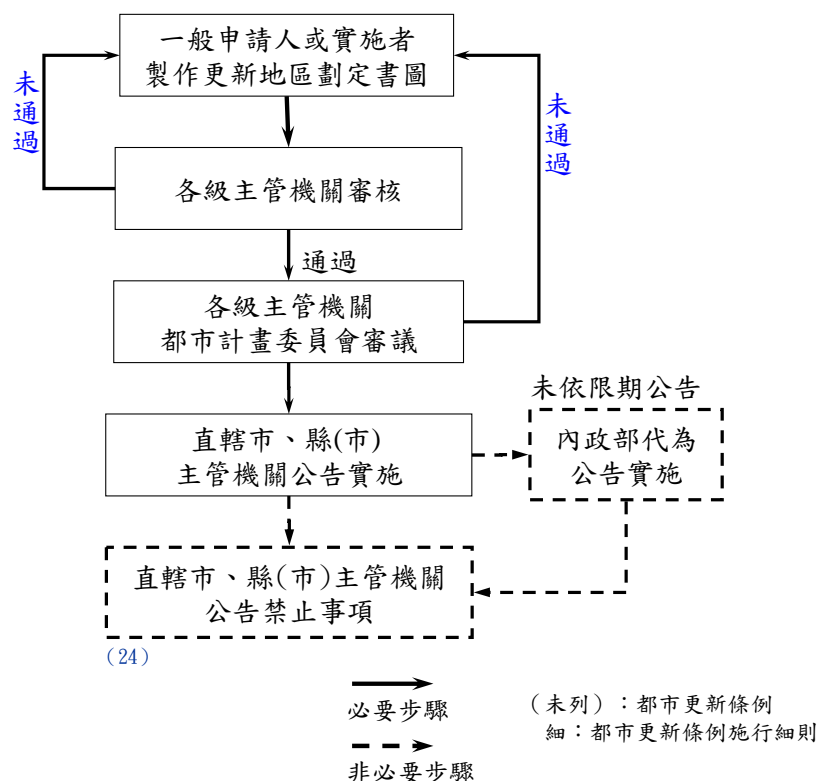 一般申請人或實施者
製作更新地區劃定書圖
未通過
未通過
各級主管機關審核
通過
各級主管機關
都市計畫委員會審議
未依限期公告
直轄市、縣(市)
主管機關公告實施
內政部代為
公告實施
直轄市、縣(市)主管機關
公告禁止事項
(24)
必要步驟
非必要步驟
(未列):都市更新條例
細:都市更新條例施行細則